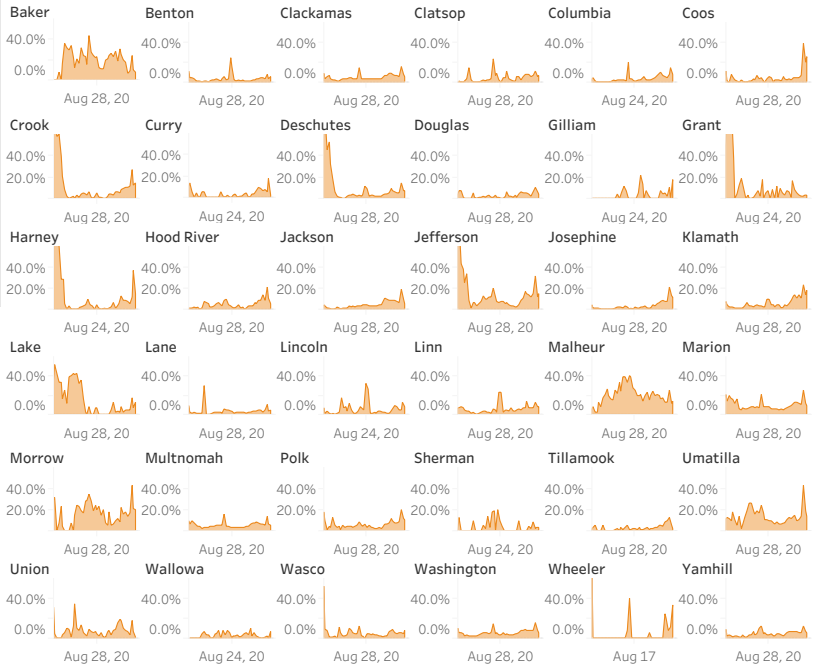 Baker Benton Clackamas Clatsop Columbia Coos
40.0% 40.0% 40.0% 40.0% 40.0% 40.0%
0.0% 0.0% 0.0% 0.0% 0.0% 0.0%
Aug 28, 20 Aug 28, 20 Aug 28, 20 Aug 28, 20 Aug 24, 20 Aug 28, 20
Crook Curry Deschutes Douglas Gilliam Grant
40.0% 40.0% 40.0% 40.0% 40.0% 40.0%
20.0% 20.0% 20.0% 20.0% 20.0% 20.0%
Aug 28, 20 Aug 24, 20 Aug 28, 20 Aug 28, 20 Aug 24, 20 Aug 24, 20
Harney Hood River Jackson Jefferson Josephine Klamath
40.0% 40.0% 40.0% 40.0% 40.0% 40.0%
20.0% 20.0% 20.0% 20.0% 20.0% 20.0%
Aug 24, 20 Aug 28, 20 Aug 28, 20 Aug 28, 20 Aug 28, 20 Aug 28, 20
Lake Lane Lincoln Linn Malheur Marion
40.0% 40.0% 40.0% 40.0% 40.0% 40.0%
0.0% 0.0% 0.0% 0.0% 0.0% 0.0%
Aug 28, 20 Aug 28, 20 Aug 24, 20 Aug 28, 20 Aug 28, 20 Aug 28, 20
Morrow Multnomah Polk Sherman Tillamook Umatilla
40.0% 40.0% 40.0% 40.0% 40.0% 40.0%
20.0% 20.0% 20.0% 20.0% 20.0% 20.0%
Aug 28, 20 Aug 28, 20 Aug 28, 20 Aug 24, 20 Aug 28, 20 Aug 28, 20
Union Wallowa Wasco Washington Wheeler Yamhill
40.0% 40.0% 40.0% 40.0% 40.0% 40.0%
0.0% 0.0% 0.0% 0.0% 0.0% 0.0%
Aug 28, 20 Aug 24, 20 Aug 28, 20 Aug 28, 20 Aug 17 Aug 28, 20